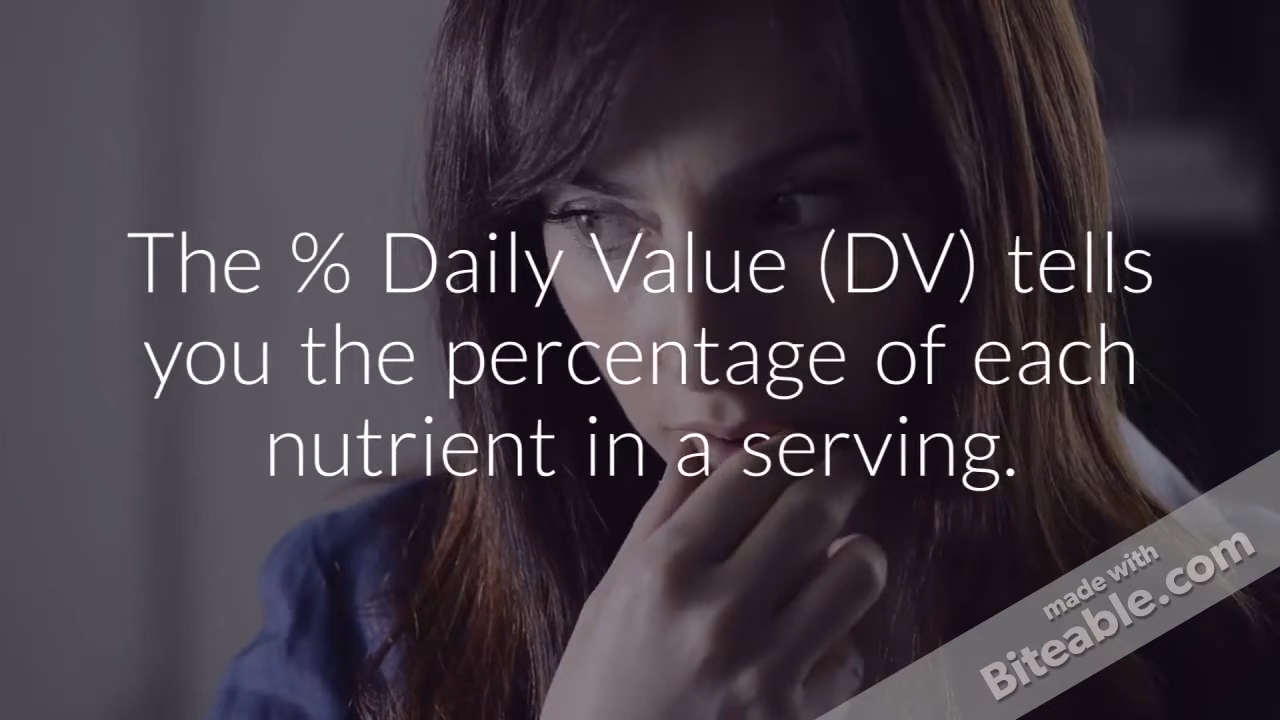 The % Daily Value (DV) tells
you the percentage of each
nutrient in a serving.
made with
Biteable.com